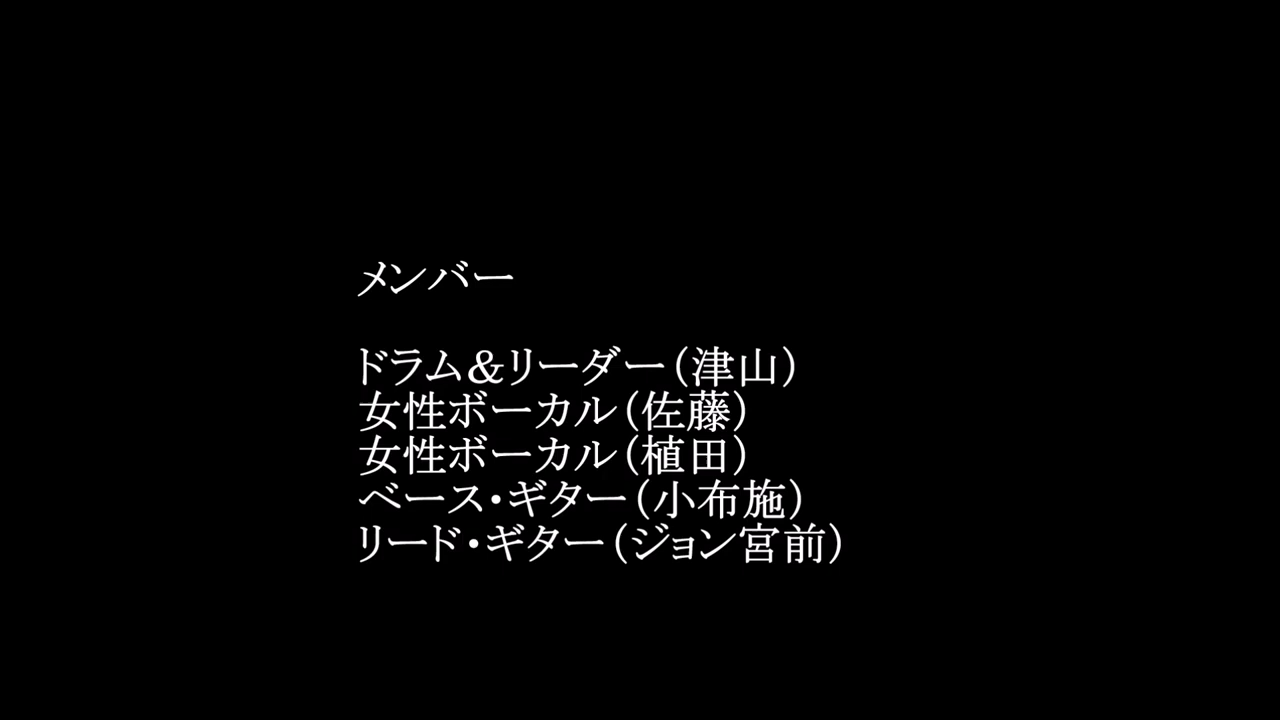 メンバー
ドラム＆リーダー（津山）
女性ボーカル（佐藤）
女性ボーカル（植田）
ベース・ギター（小布施）
リード・ギター（ジョン宮前）